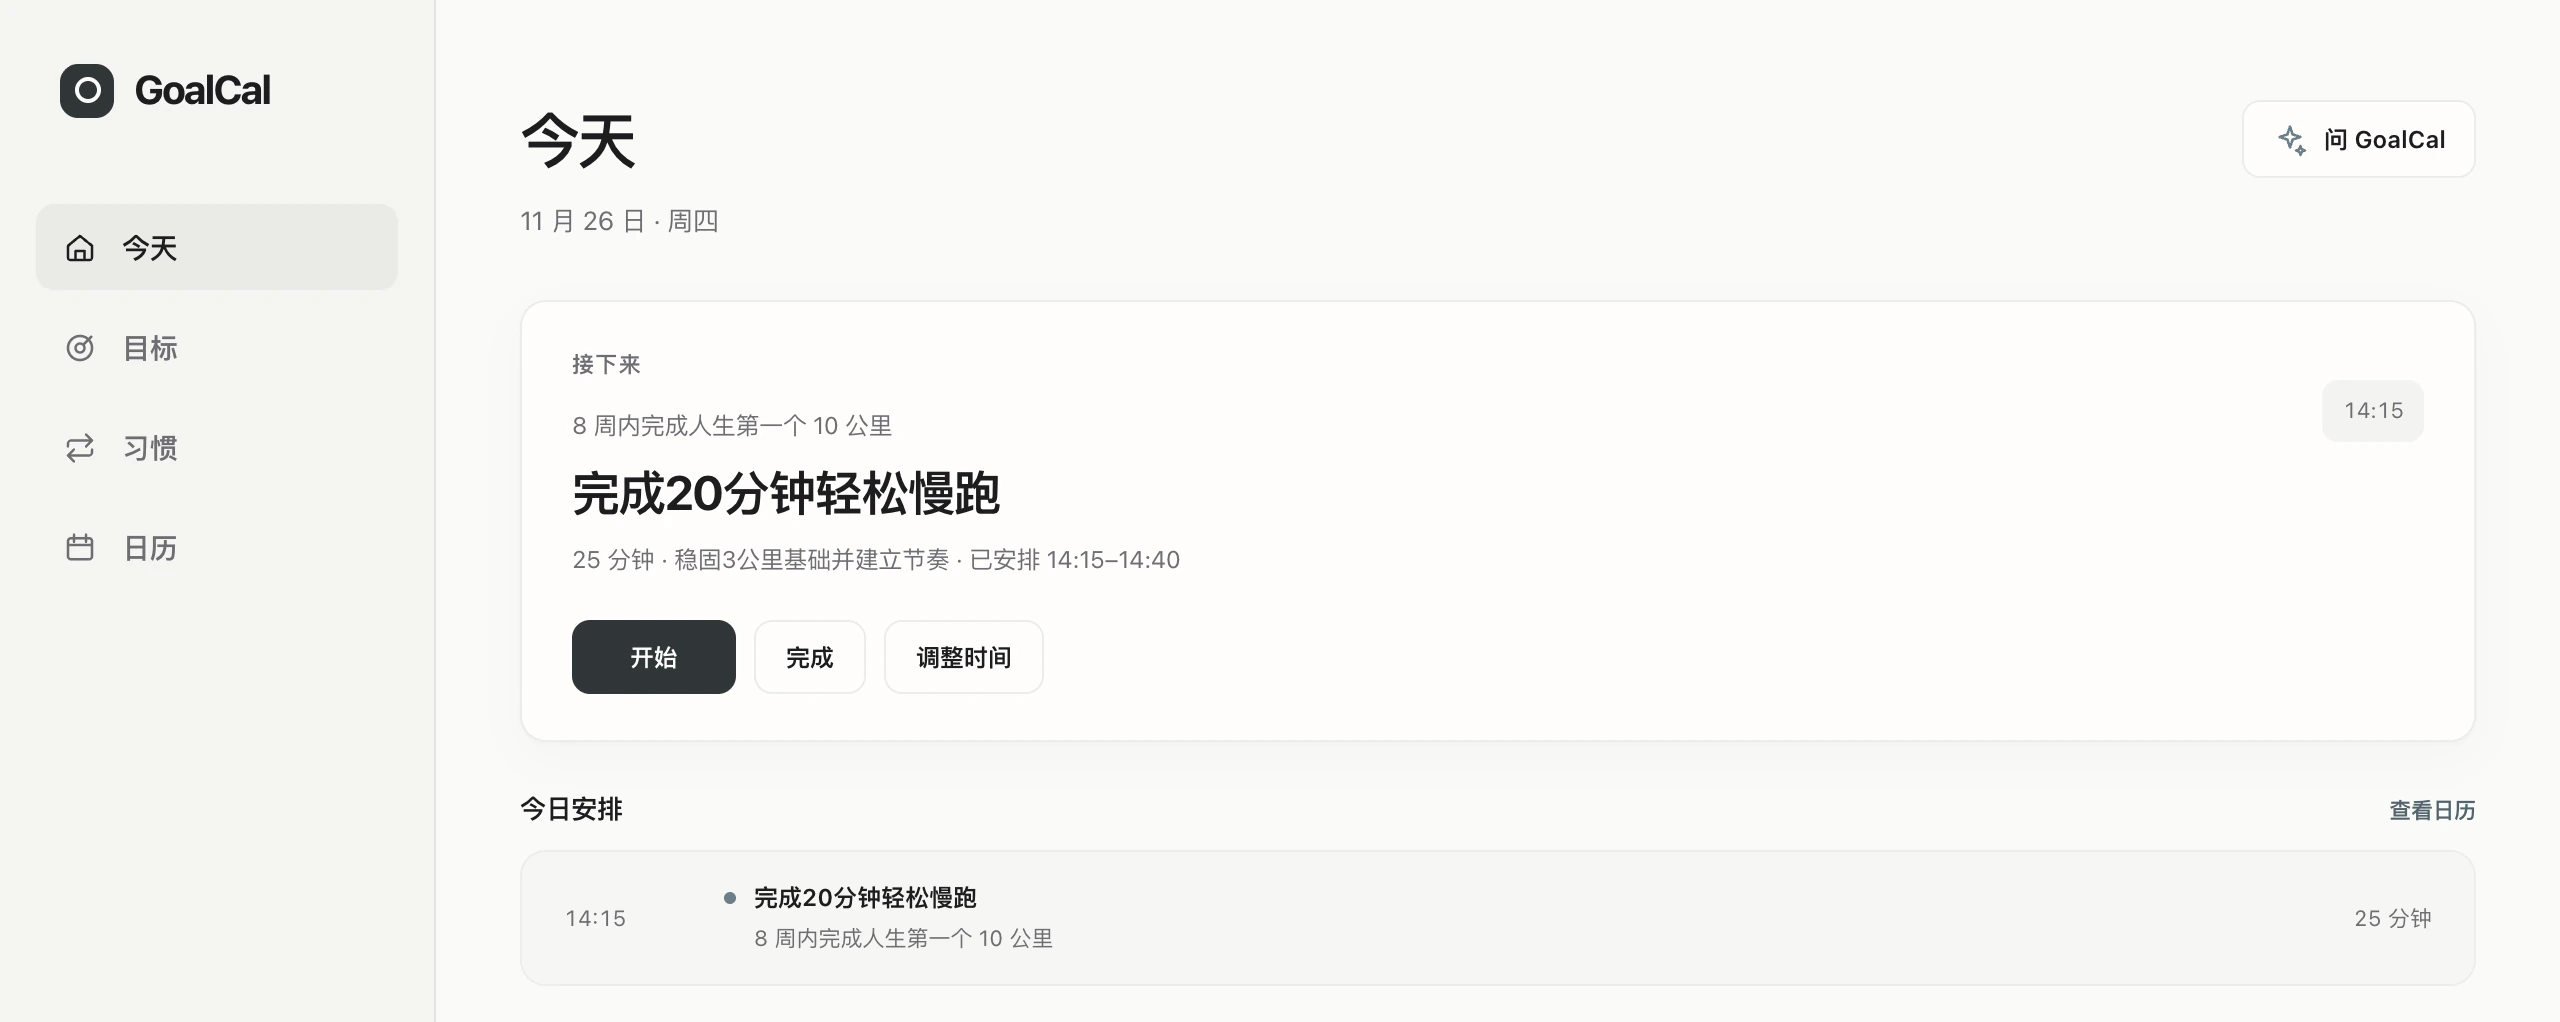 GoalCal
今天
目标
习惯
日历
今天
11 月 26 日 · 周四
问 GoalCal
接下来
8 周内完成人生第一个 10 公里
14:15
完成20分钟轻松慢跑
25 分钟 · 稳固3公里基础并建立节奏 · 已安排 14:15–14:40
开始
完成
调整时间
今日安排
查看日历
14:15
完成20分钟轻松慢跑
8 周内完成人生第一个 10 公里
25 分钟